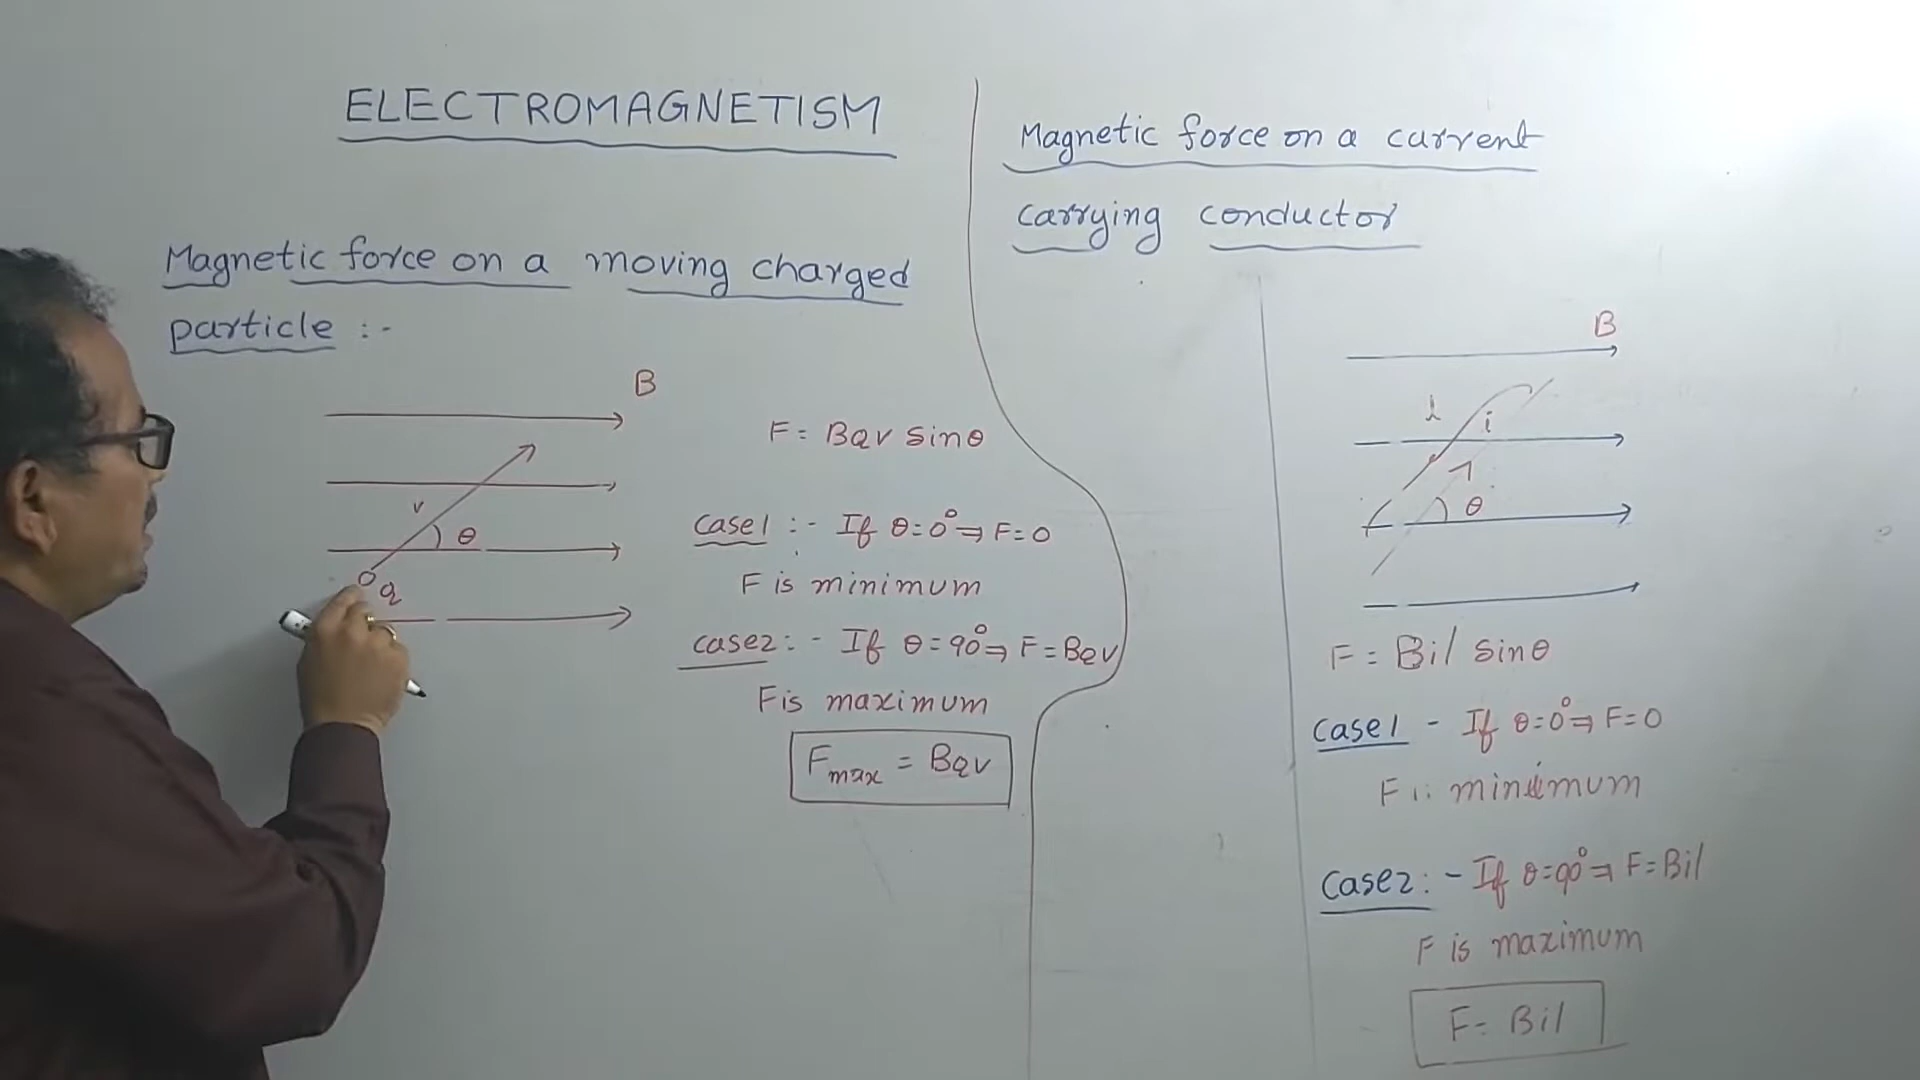 ELECTROMAGNETISM
Magnetic force on a moving charged
particle :-
B
v
θ
q
F = Bqv Sinθ
Case1 :- If θ=0°⇒F=0
F is minimum
Case2:- If θ=90°⇒F=Bqv
F is maximum
Fmax = Bqv
Magnetic force on a current
carrying conductor
B
l
i
θ
F = Bil Sinθ
Case1 - If θ=0°⇒F=0
F is minimum
Case2:- If θ=90°⇒F=Bil
F is maximum
F= Bil